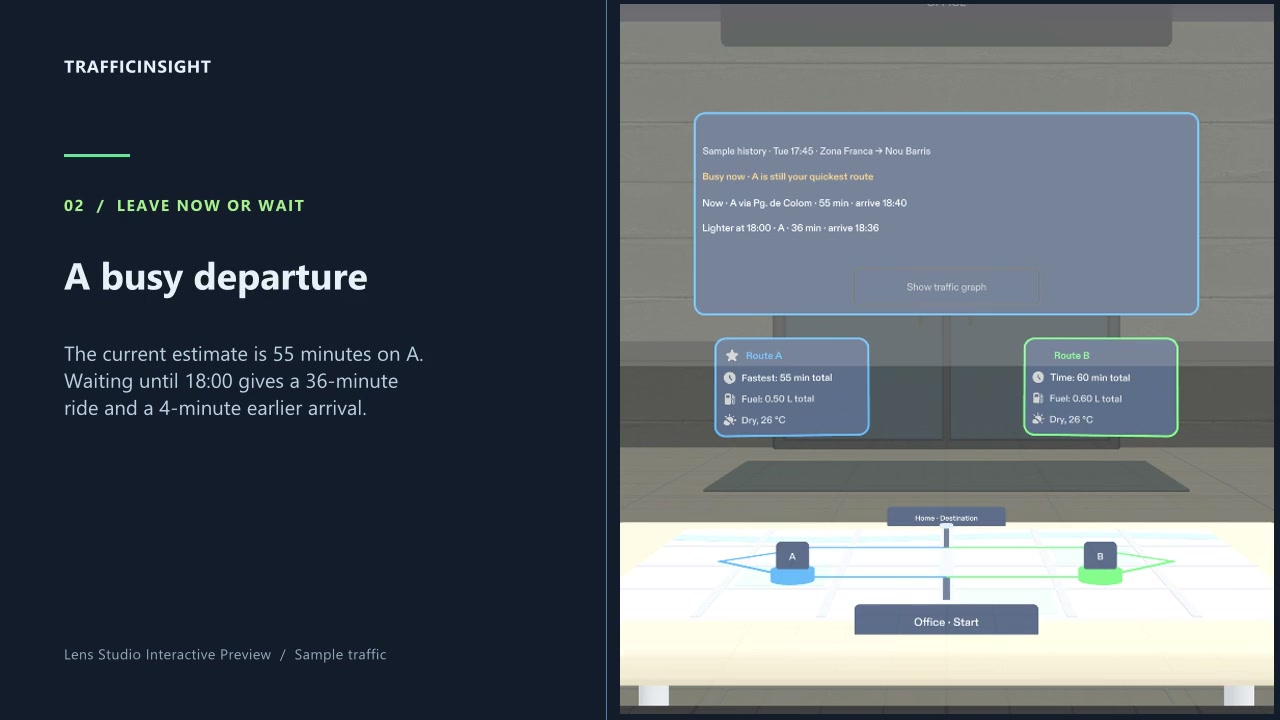 TRAFFICINSIGHT
02 / LEAVE NOW OR WAIT
A busy departure
The current estimate is 55 minutes on A.
Waiting until 18:00 gives a 36-minute
ride and a 4-minute earlier arrival.
Lens Studio Interactive Preview / Sample traffic
OFFICE
Sample history · Tue 17:45 · Zona Franca → Nou Barris
Busy now · A is still your quickest route
Now · A via Pg. de Colom · 55 min · arrive 18:40
Lighter at 18:00 · A · 36 min · arrive 18:36
Show traffic graph
Route A
Fastest: 55 min total
Fuel: 0.50 L total
Dry, 26 °C
Route B
Time: 60 min total
Fuel: 0.60 L total
Dry, 26 °C
Home · Destination
A
B
Office · Start